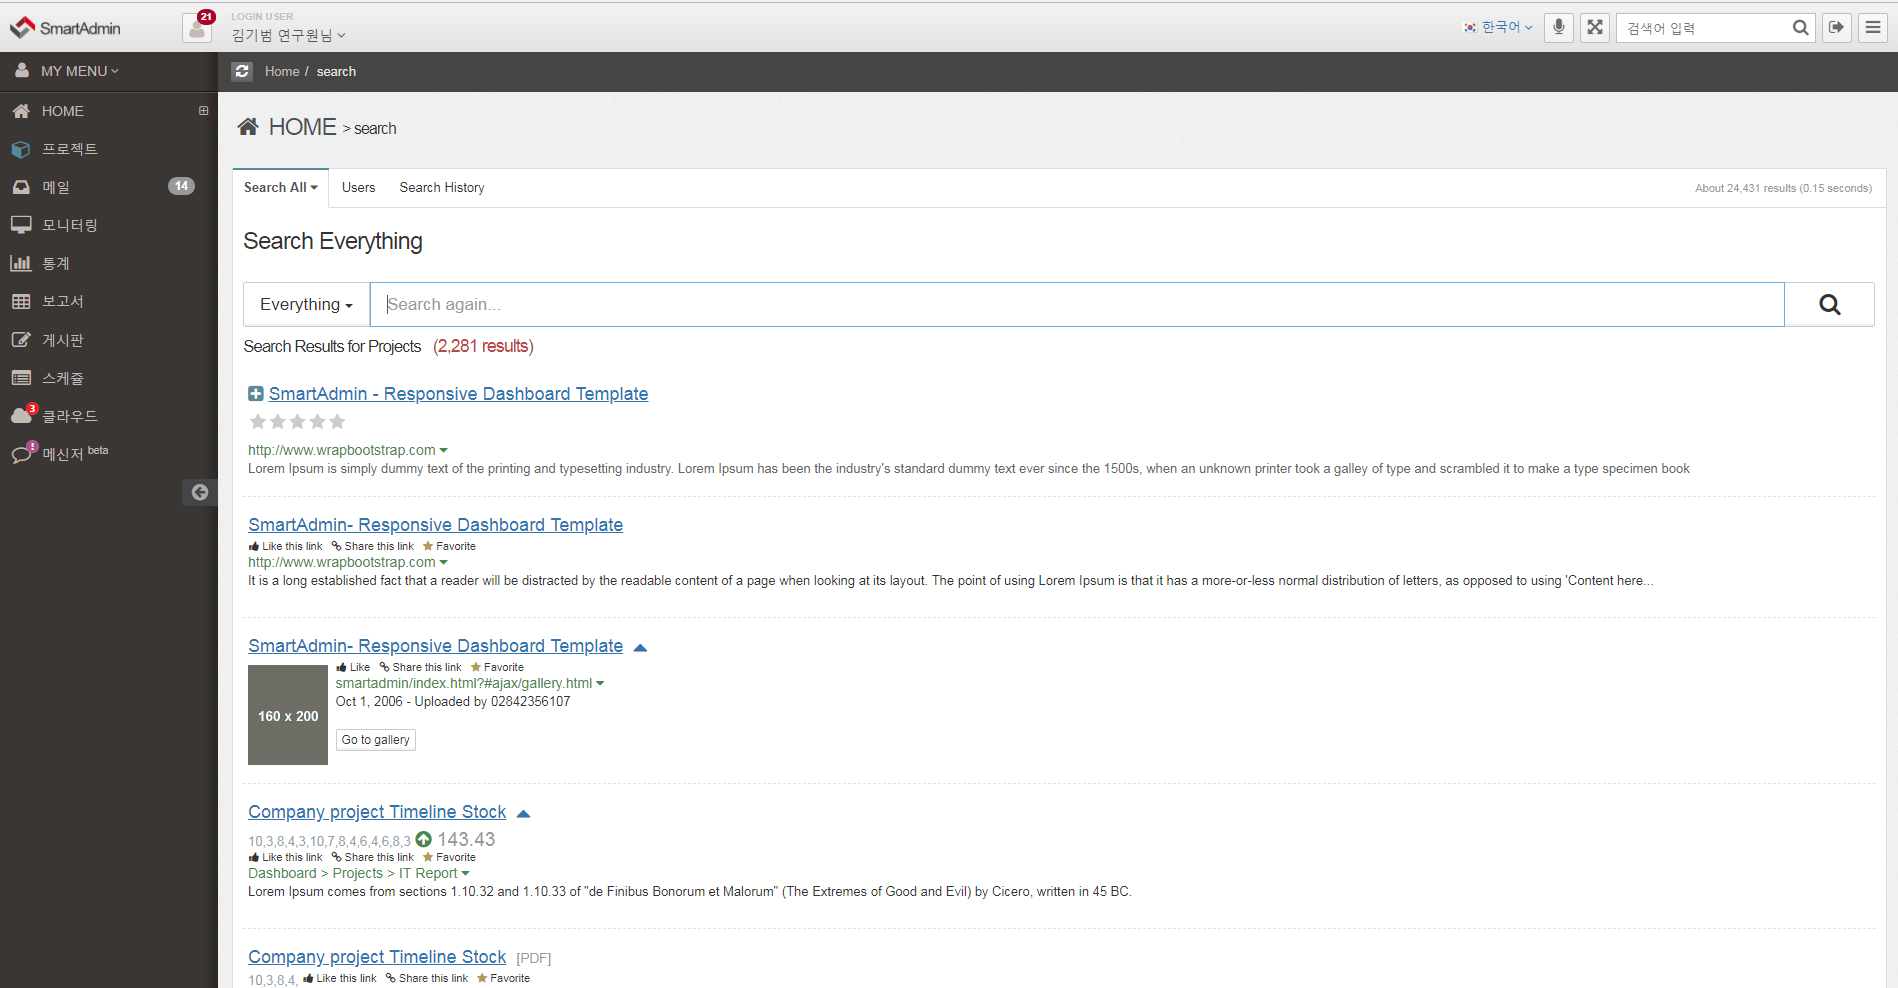 SmartAdmin
21
LOGIN USER
김기범 연구원님
한국어
검색어 입력
MY MENU
Home / search
HOME
프로젝트
메일 14
모니터링
통계
보고서
게시판
스케쥴
3 클라우드
! 메신저 beta
HOME > search
Search All Users Search History
About 24,431 results (0.15 seconds)
Search Everything
Everything Search again...
Search Results for Projects (2,281 results)
SmartAdmin - Responsive Dashboard Template
http://www.wrapbootstrap.com
Lorem Ipsum is simply dummy text of the printing and typesetting industry. Lorem Ipsum has been the industry's standard dummy text ever since the 1500s, when an unknown printer took a galley of type and scrambled it to make a type specimen book
SmartAdmin- Responsive Dashboard Template
Like this link Share this link Favorite
http://www.wrapbootstrap.com
It is a long established fact that a reader will be distracted by the readable content of a page when looking at its layout. The point of using Lorem Ipsum is that it has a more-or-less normal distribution of letters, as opposed to using 'Content here...
SmartAdmin- Responsive Dashboard Template
160 x 200
Like Share this link Favorite
smartadmin/index.html?#ajax/gallery.html
Oct 1, 2006 - Uploaded by 02842356107
Go to gallery
Company project Timeline Stock
10,3,8,4,3,10,7,8,4,6,4,6,8,3 143.43
Like this link Share this link Favorite
Dashboard > Projects > IT Report
Lorem Ipsum comes from sections 1.10.32 and 1.10.33 of "de Finibus Bonorum et Malorum" (The Extremes of Good and Evil) by Cicero, written in 45 BC.
Company project Timeline Stock [PDF]
10,3,8,4, Like this link Share this link Favorite